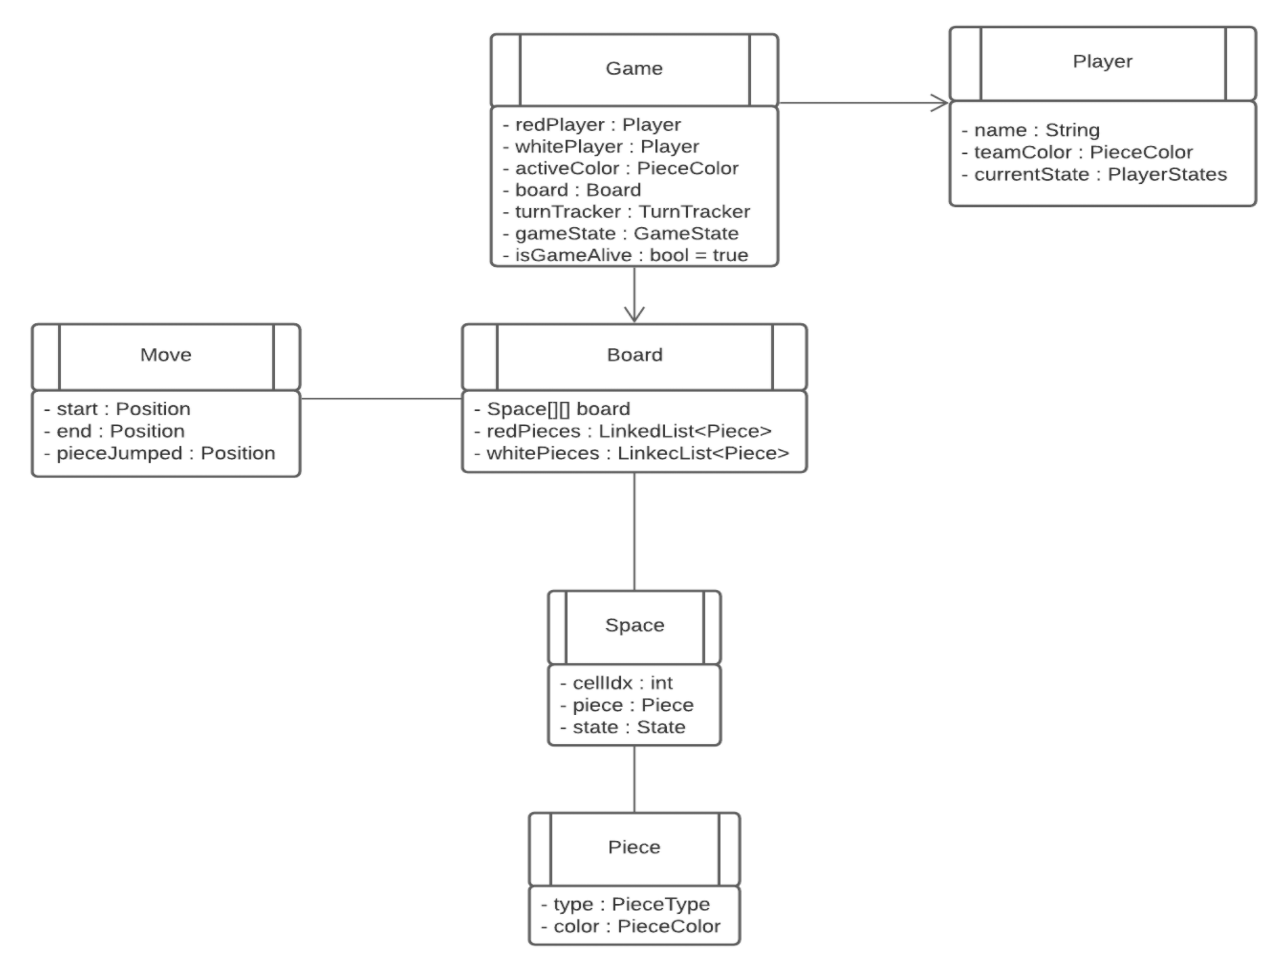 Game
- redPlayer : Player
- whitePlayer : Player
- activeColor : PieceColor
- board : Board
- turnTracker : TurnTracker
- gameState : GameState
- isGameAlive : bool = true
Player
- name : String
- teamColor : PieceColor
- currentState : PlayerStates
Move
- start : Position
- end : Position
- pieceJumped : Position
Board
- Space[][] board
- redPieces : LinkedList<Piece>
- whitePieces : LinkecList<Piece>
Space
- cellIdx : int
- piece : Piece
- state : State
Piece
- type : PieceType
- color : PieceColor